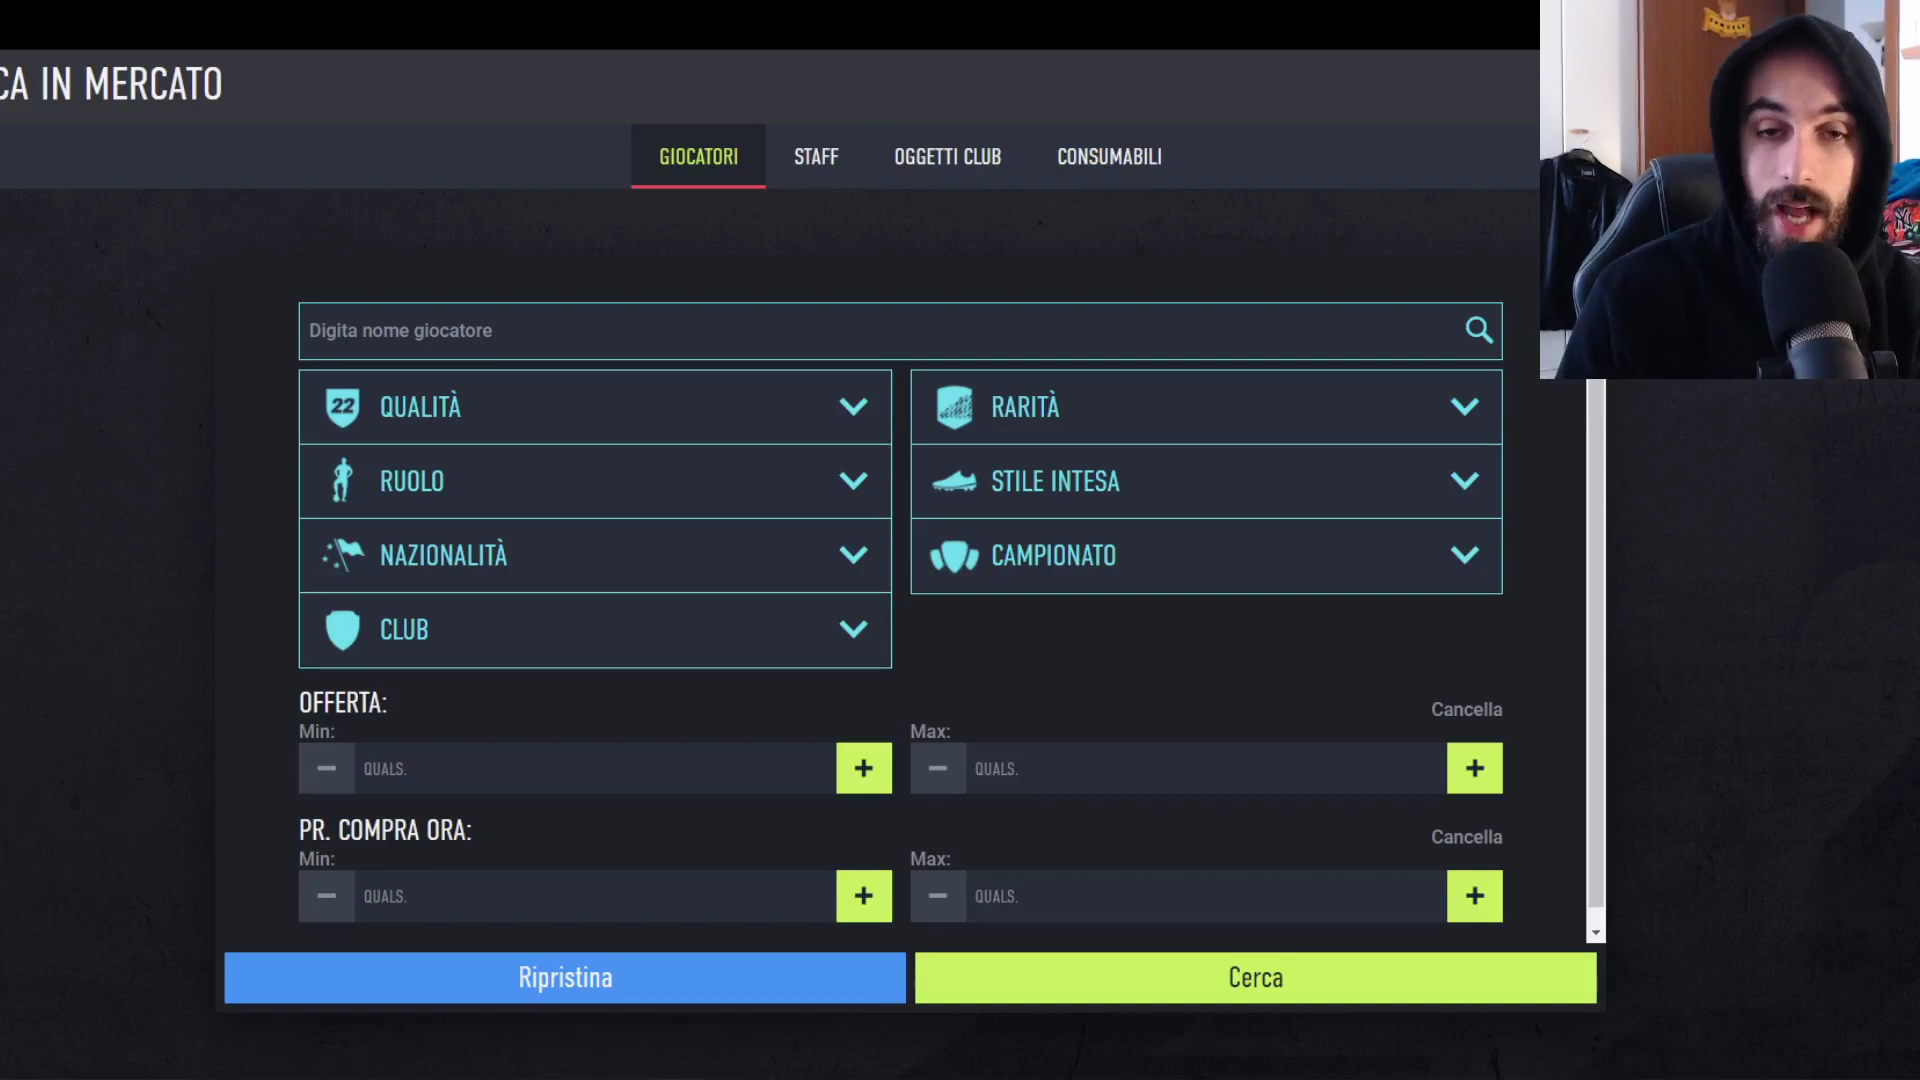 CA IN MERCATO
GIOCATORI
STAFF
OGGETTI CLUB
CONSUMABILI
Digita nome giocatore
22
QUALITÀ
RARITÀ
RUOLO
STILE INTESA
NAZIONALITÀ
CAMPIONATO
CLUB
OFFERTA:
Cancella
Min:
Max:
QUALS.
QUALS.
PR. COMPRA ORA:
Cancella
Min:
Max:
QUALS.
QUALS.
Ripristina
Cerca